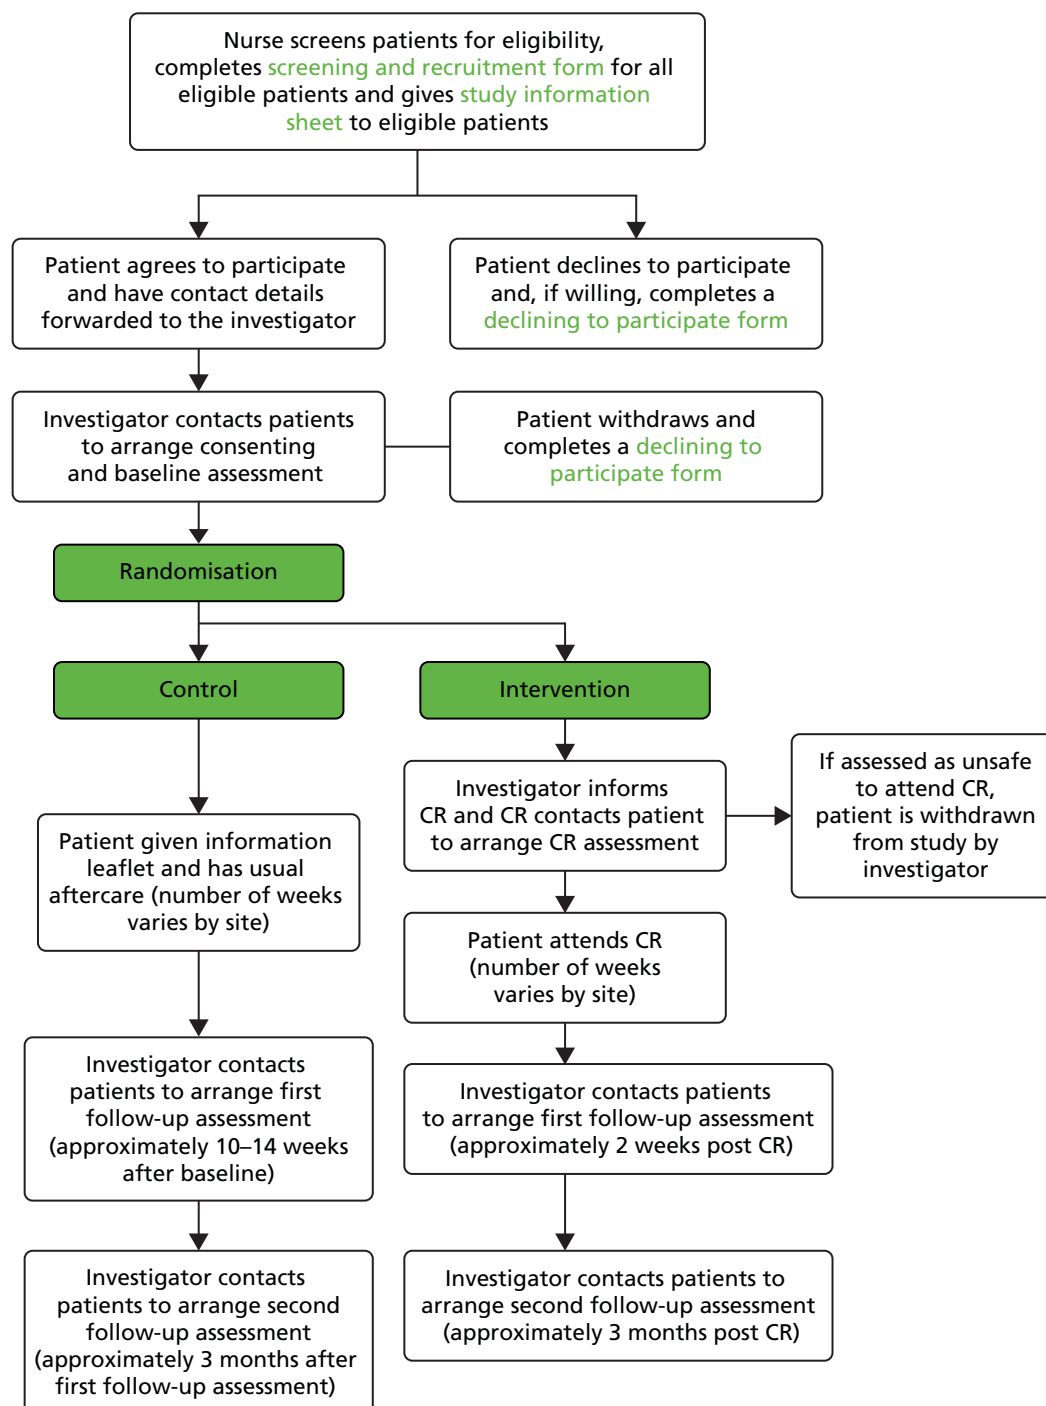 Nurse screens patients for eligibility,
completes screening and recruitment form for all
eligible patients and gives study information
sheet to eligible patients
Patient agrees to participate
and have contact details
forwarded to the investigator
Patient declines to participate
and, if willing, completes a
declining to participate form
Investigator contacts patients
to arrange consenting
and baseline assessment
Patient withdraws and
completes a declining to
participate form
Randomisation
Control
Intervention
Investigator informs
CR and CR contacts patient
to arrange CR assessment
If assessed as unsafe
to attend CR,
patient is withdrawn
from study by
investigator
Patient given information
leaflet and has usual
aftercare (number of weeks
varies by site)
Patient attends CR
(number of weeks
varies by site)
Investigator contacts
patients to arrange first
follow-up assessment
(approximately 10–14 weeks
after baseline)
Investigator contacts patients
to arrange first follow-up assessment
(approximately 2 weeks post CR)
Investigator contacts
patients to arrange second
follow-up assessment
(approximately 3 months after
first follow-up assessment)
Investigator contacts patients to
arrange second follow-up assessment
(approximately 3 months post CR)